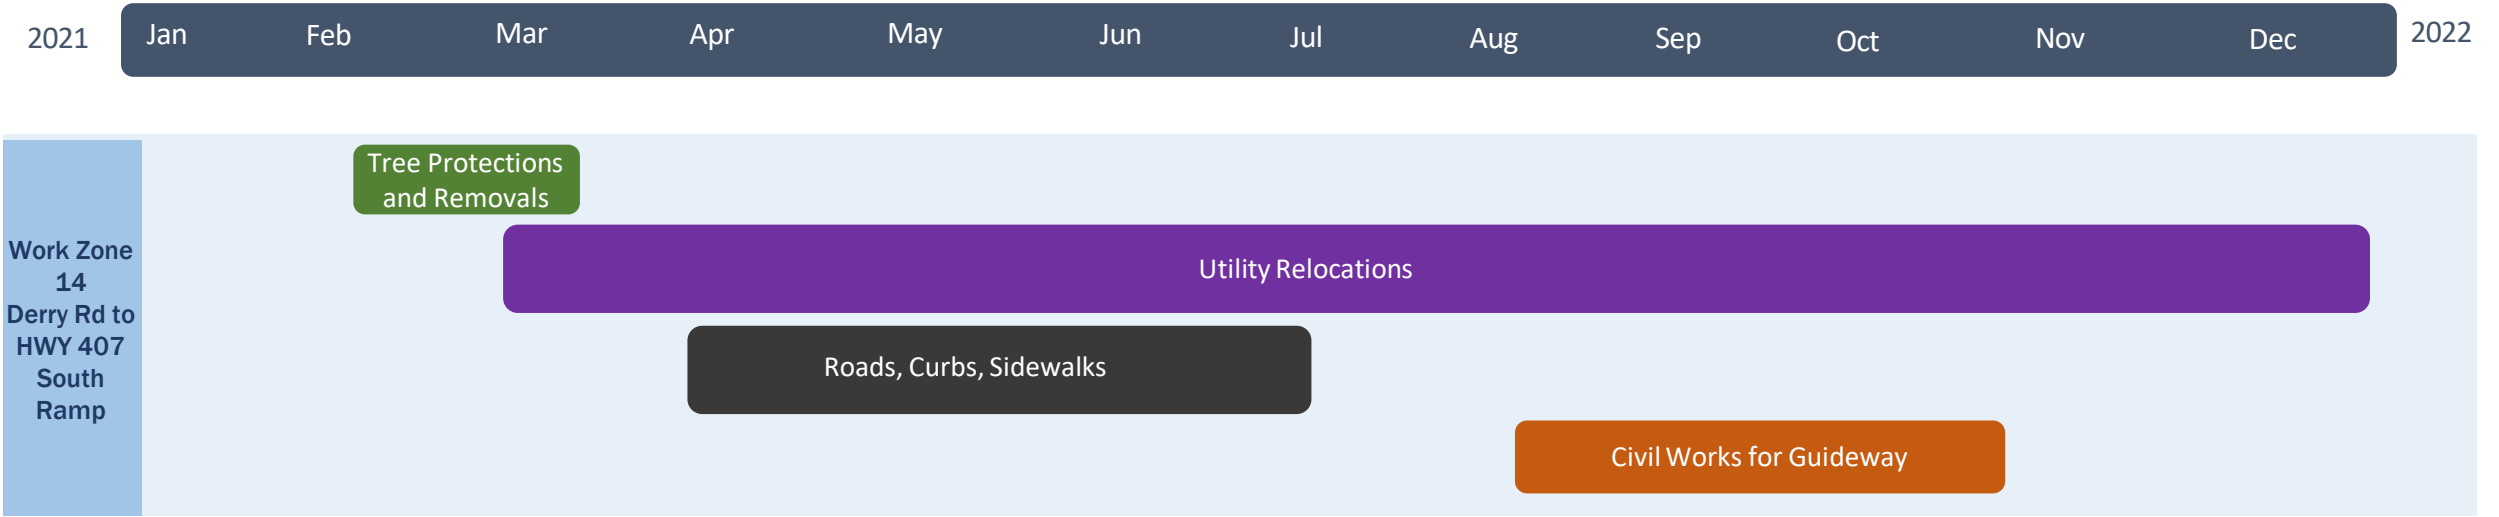 2021 Jan Feb Mar Apr May Jun Jul Aug Sep Oct Nov Dec 2022
Tree Protections
and Removals
Work Zone
14
Derry Rd to
HWY 407
South
Ramp
Utility Relocations
Roads, Curbs, Sidewalks
Civil Works for Guideway